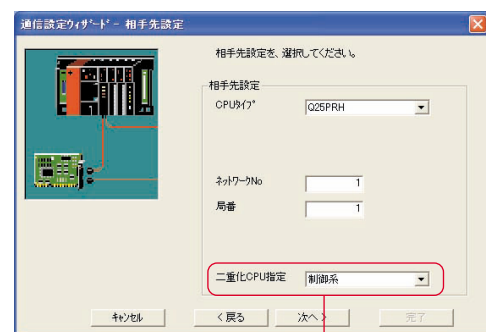 通信設定ウィザード - 相手先設定
相手先設定を、選択してください。
相手先設定
CPUタイプ
Q25PRH
ネットワークNo
1
局番
1
二重化CPU指定
制御系
キャンセル
< 戻る
次へ >
完了